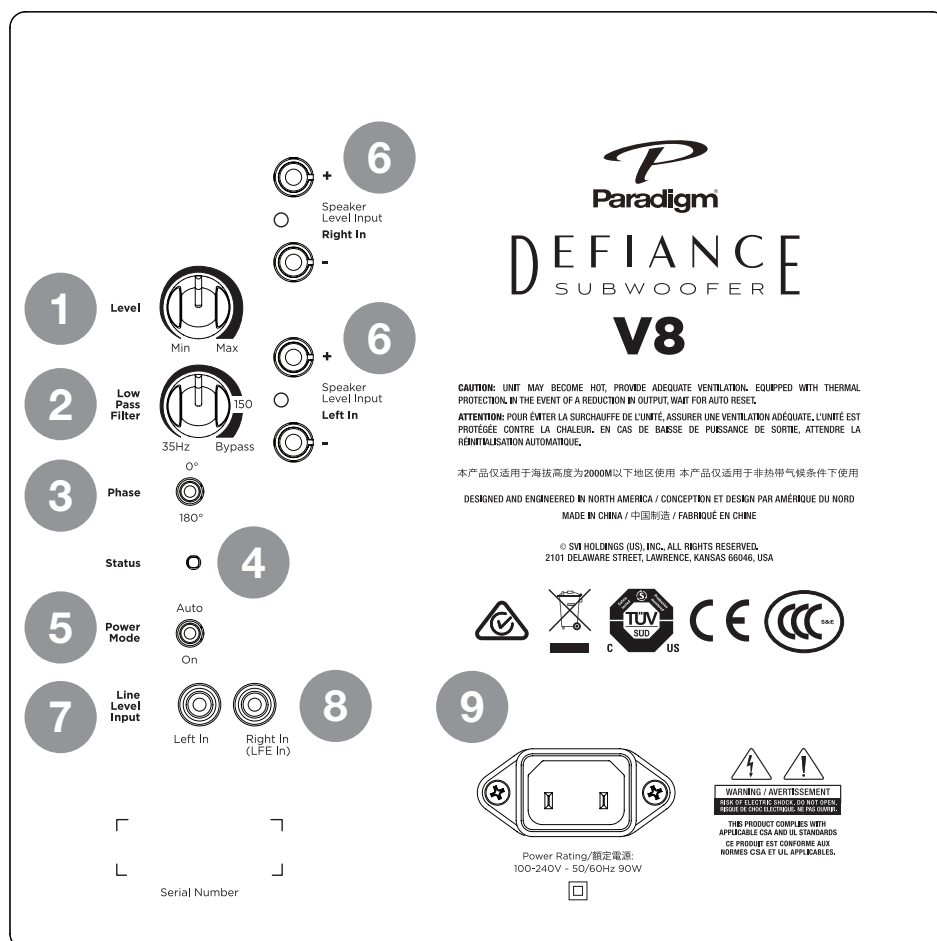 6
+
Speaker
Level Input
Right In
-
1
Level
Min Max
6
+
Speaker
Level Input
Left In
-
2
Low
Pass
Filter
150
35Hz Bypass
3
Phase
0°
180°
Status
4
5
Power
Mode
Auto
On
7
Line
Level
Input
Left In
Right In
(LFE In)
8
Serial Number
Paradigm®
DEFIANCE
SUBWOOFER
V8
CAUTION: UNIT MAY BECOME HOT, PROVIDE ADEQUATE VENTILATION. EQUIPPED WITH THERMAL
PROTECTION. IN THE EVENT OF A REDUCTION IN OUTPUT, WAIT FOR AUTO RESET.
ATTENTION: POUR ÉVITER LA SURCHAUFFE DE L'UNITÉ, ASSURER UNE VENTILATION ADÉQUATE. L'UNITÉ EST
PROTÉGÉE CONTRE LA CHALEUR. EN CAS DE BAISSE DE PUISSANCE DE SORTIE, ATTENDRE LA
RÉINITIALISATION AUTOMATIQUE.
本产品仅适用于海拔高度为2000M以下地区使用 本产品仅适用于非热带气候条件下使用
DESIGNED AND ENGINEERED IN NORTH AMERICA / CONCEPTION ET DESIGN PAR AMÉRIQUE DU NORD
MADE IN CHINA / 中国制造 / FABRIQUÉ EN CHINE
© SVI HOLDINGS (US), INC., ALL RIGHTS RESERVED.
2101 DELAWARE STREET, LAWRENCE, KANSAS 66046, USA
TÜV
SÜD
C US
CE
CCC
S&E
9
Power Rating/額定電源:
100-240V ~ 50/60Hz 90W
WARNING / AVERTISSEMENT
RISK OF ELECTRIC SHOCK. DO NOT OPEN.
RISQUE DE CHOC ELECTRIQUE. NE PAS OUVRIR.
THIS PRODUCT COMPLIES WITH
APPLICABLE CSA AND UL STANDARDS
CE PRODUIT EST CONFORME AUX
NORMES CSA ET UL APPLICABLES.